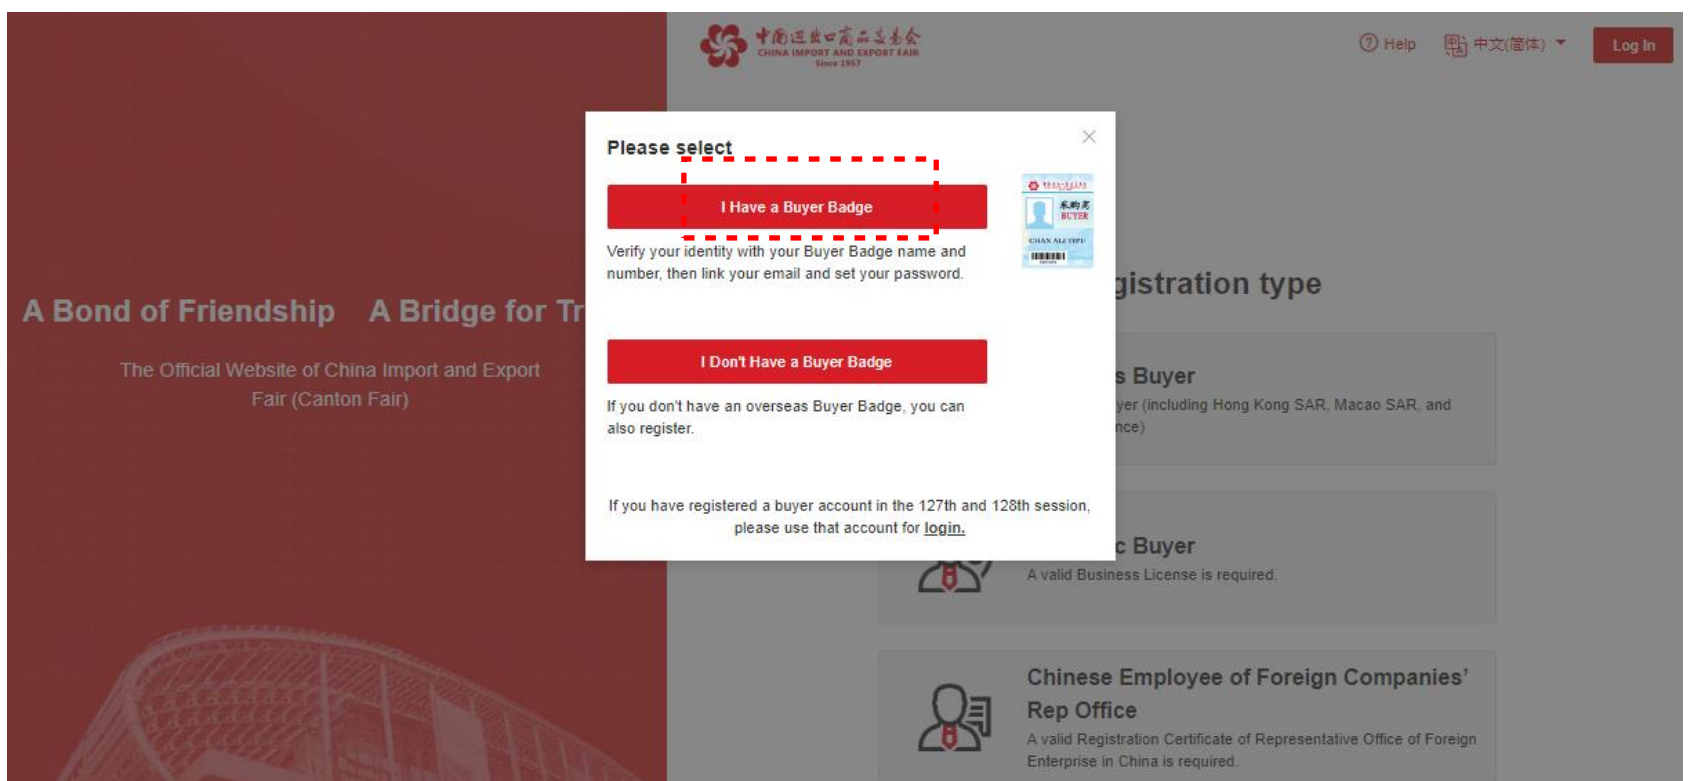 中国进出口商品交易会
CHINA IMPORT AND EXPORT FAIR
Since 1957
Help
中文(简体)
Log In
Please select
I Have a Buyer Badge
Verify your identity with your Buyer Badge name and
number, then link your email and set your password.
采购商
BUYER
CHAN ALI TIPU
I Don't Have a Buyer Badge
If you don't have an overseas Buyer Badge, you can
also register.
If you have registered a buyer account in the 127th and 128th session,
please use that account for login.
A Bond of Friendship A Bridge for Tr
The Official Website of China Import and Export
Fair (Canton Fair)
gistration type
s Buyer
yer (including Hong Kong SAR, Macao SAR, and
nce)
c Buyer
A valid Business License is required.
Chinese Employee of Foreign Companies'
Rep Office
A valid Registration Certificate of Representative Office of Foreign
Enterprise in China is required.